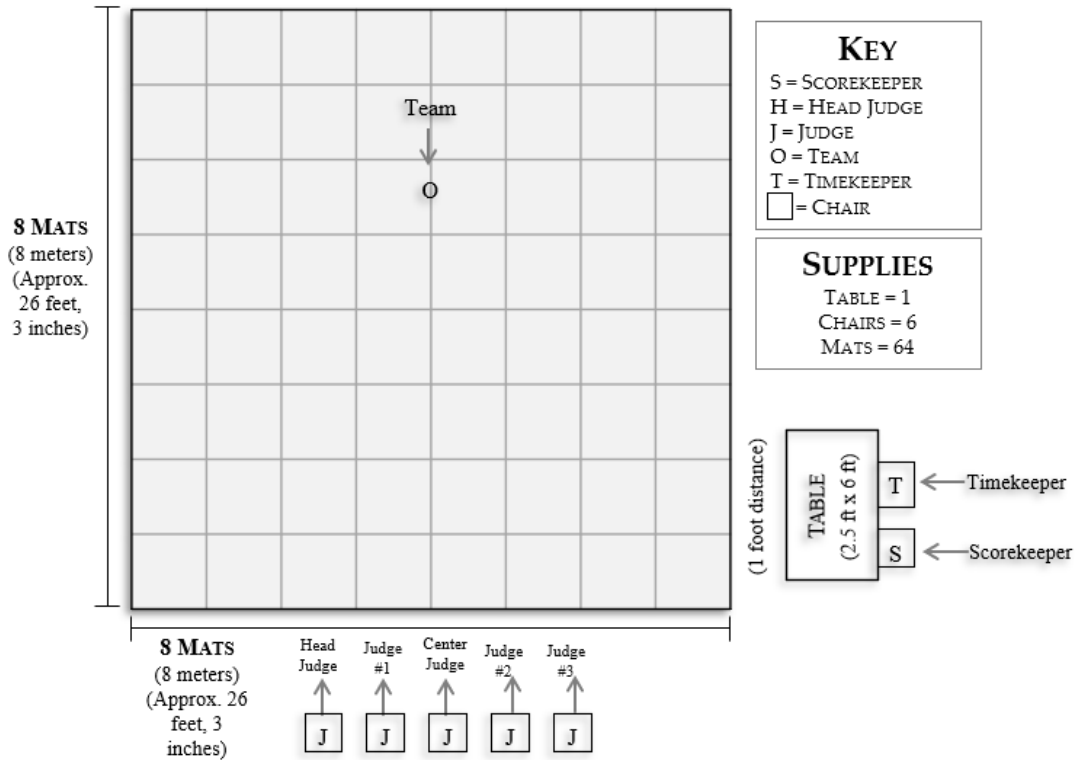 Team
O
8 MATS
(8 meters)
(Approx.
26 feet,
3 inches)
KEY
S = SCOREKEEPER
H = HEAD JUDGE
J = JUDGE
O = TEAM
T = TIMEKEEPER
= CHAIR
SUPPLIES
TABLE = 1
CHAIRS = 6
MATS = 64
(1 foot distance)
TABLE
(2.5 ft x 6 ft)
T
Timekeeper
S
Scorekeeper
8 MATS
(8 meters)
(Approx. 26
feet, 3
inches)
Head
Judge
Judge
#1
Center
Judge
Judge
#2
Judge
#3
J
J
J
J
J